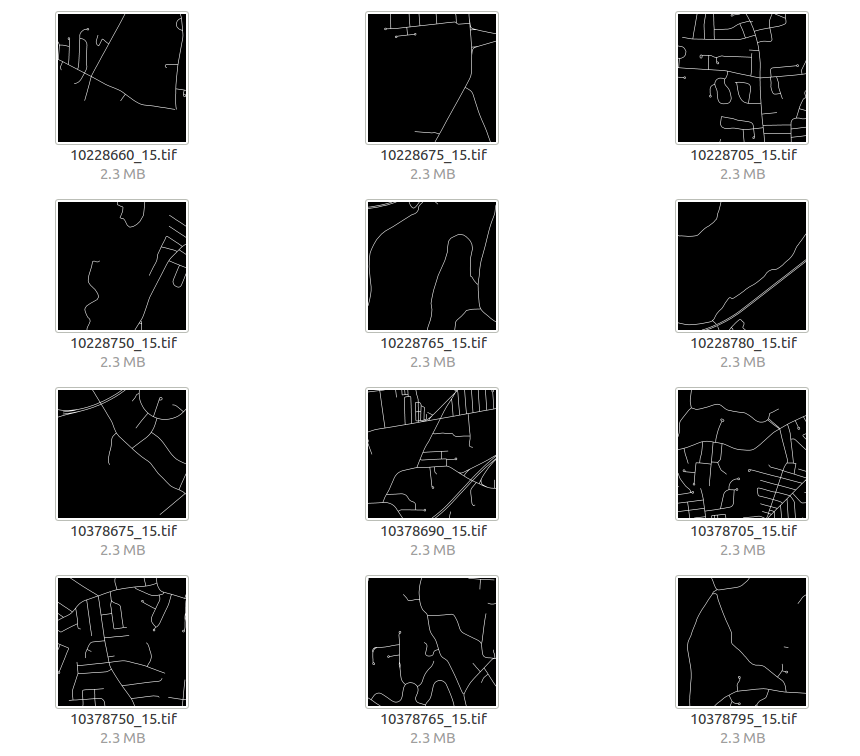 10228660_15.tif
2.3 MB
10228675_15.tif
2.3 MB
10228705_15.tif
2.3 MB
10228750_15.tif
2.3 MB
10228765_15.tif
2.3 MB
10228780_15.tif
2.3 MB
10378675_15.tif
2.3 MB
10378690_15.tif
2.3 MB
10378705_15.tif
2.3 MB
10378750_15.tif
2.3 MB
10378765_15.tif
2.3 MB
10378795_15.tif
2.3 MB